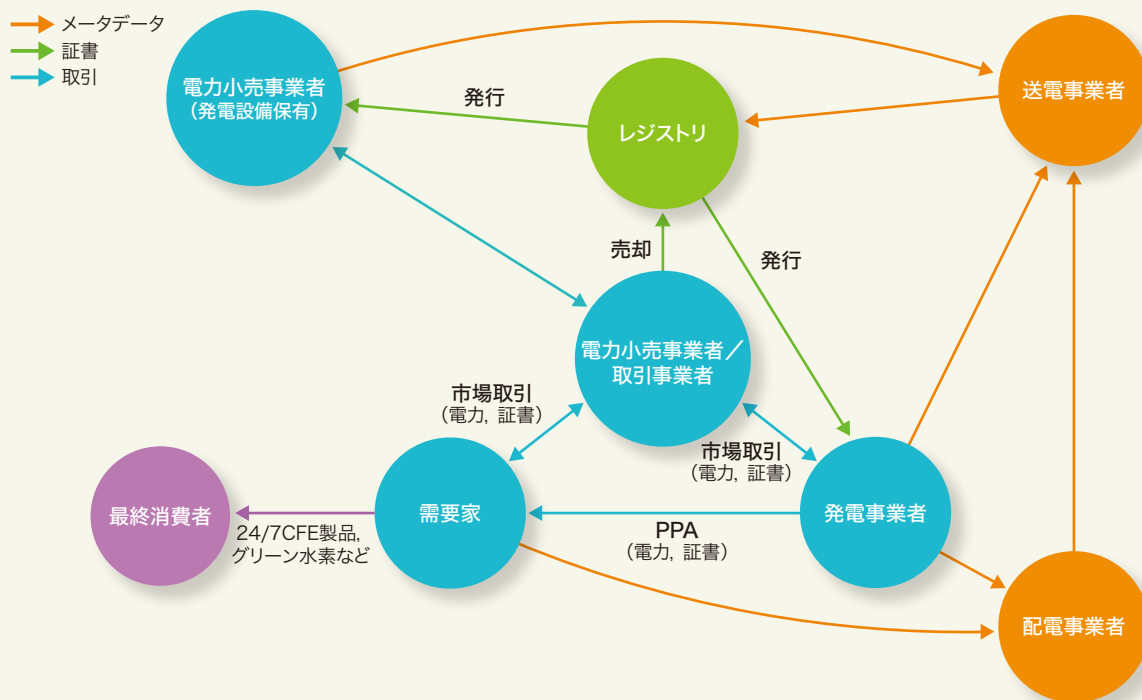 メータデータ
証書
取引
電力小売事業者
（発電設備保有）
発行
レジストリ
送電事業者
売却
発行
電力小売事業者／
取引事業者
市場取引
（電力, 証書）
市場取引
（電力, 証書）
最終消費者
24/7CFE製品,
グリーン水素など
需要家
PPA
（電力, 証書）
発電事業者
配電事業者